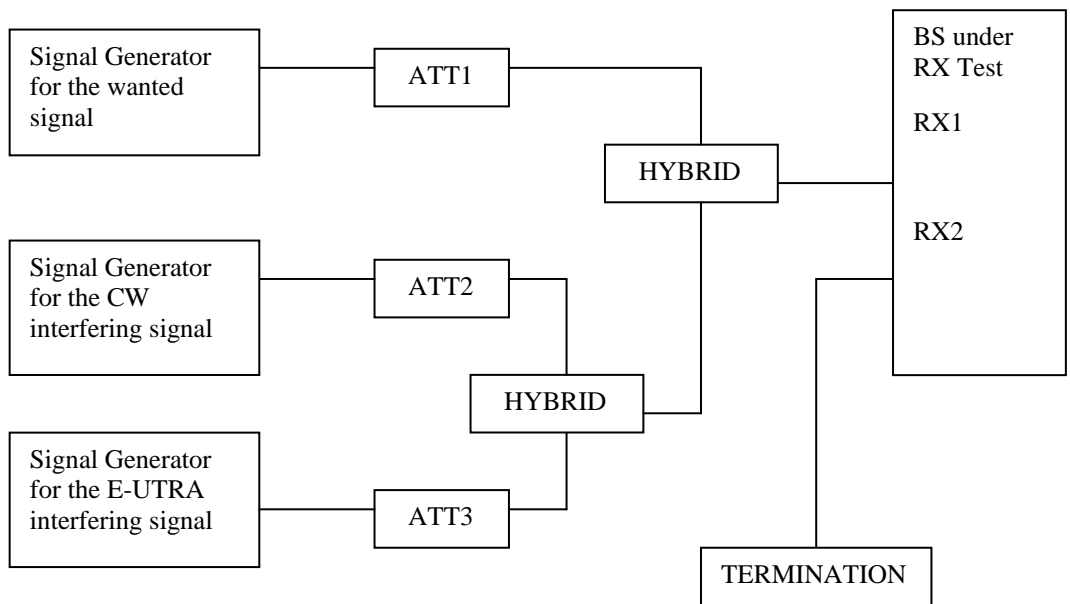 Signal Generator
for the wanted
signal
ATT1
HYBRID
BS under
RX Test
RX1
RX2
Signal Generator
for the CW
interfering signal
ATT2
HYBRID
Signal Generator
for the E-UTRA
interfering signal
ATT3
TERMINATION